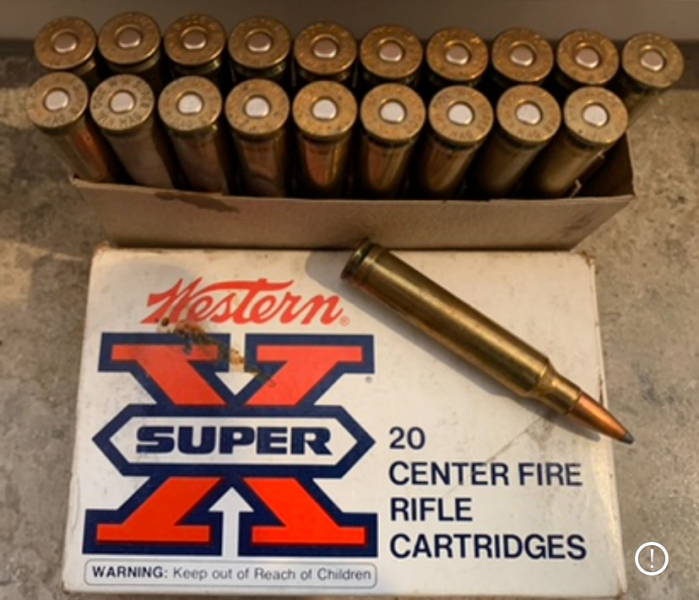 Western®
X
SUPER
20
CENTER FIRE
RIFLE
CARTRIDGES
WARNING: Keep out of Reach of Children